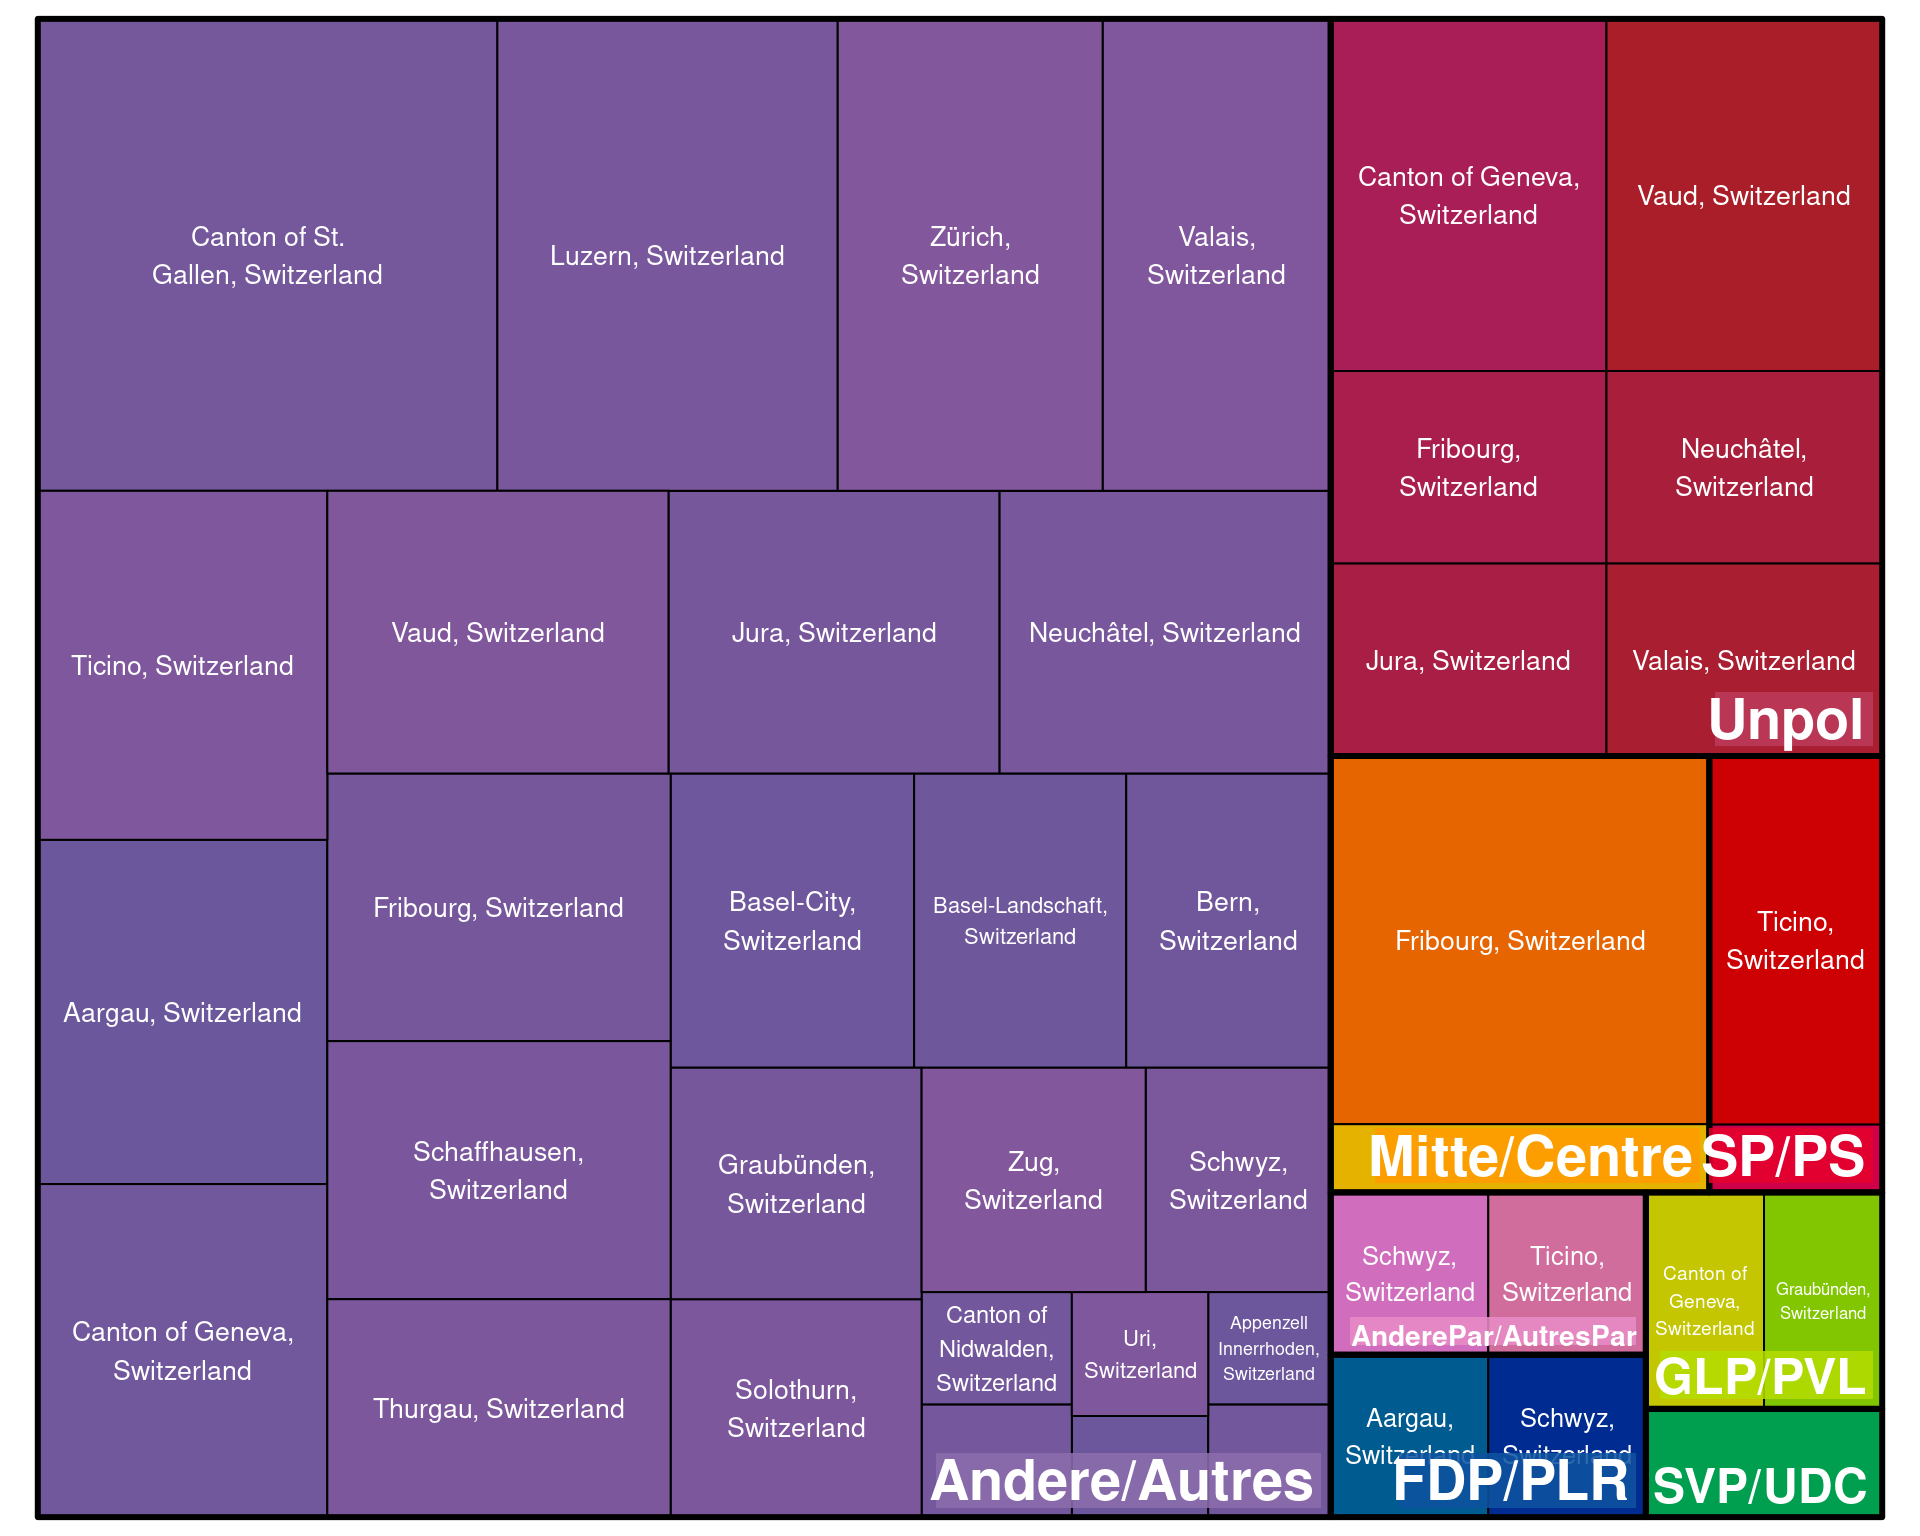 Canton of St.
Gallen, Switzerland
Luzern, Switzerland
Zürich,
Switzerland
Valais,
Switzerland
Ticino, Switzerland
Vaud, Switzerland
Jura, Switzerland
Neuchâtel, Switzerland
Aargau, Switzerland
Fribourg, Switzerland
Basel-City,
Switzerland
Basel-Landschaft,
Switzerland
Bern,
Switzerland
Schaffhausen,
Switzerland
Graubünden,
Switzerland
Zug,
Switzerland
Schwyz,
Switzerland
Canton of Geneva,
Switzerland
Thurgau, Switzerland
Solothurn,
Switzerland
Canton of
Nidwalden,
Switzerland
Uri,
Switzerland
Appenzell
Innerrhoden,
Switzerland
Andere/Autres
Canton of Geneva,
Switzerland
Vaud, Switzerland
Fribourg,
Switzerland
Neuchâtel,
Switzerland
Jura, Switzerland
Valais, Switzerland
Unpol
Fribourg, Switzerland
Mitte/Centre
Ticino,
Switzerland
SP/PS
Schwyz,
Switzerland
Ticino,
Switzerland
AnderePar/AutresPar
Canton of
Geneva,
Switzerland
Graubünden,
Switzerland
GLP/PVL
Aargau,
Switzerland
Schwyz,
Switzerland
FDP/PLR
SVP/UDC